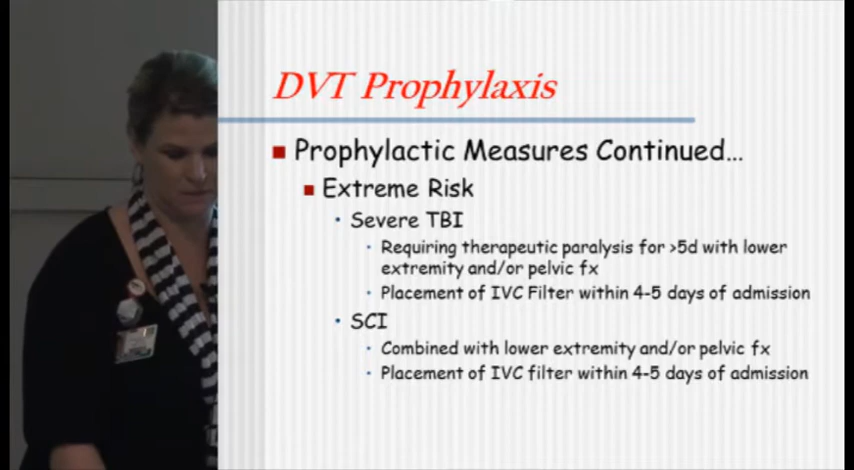 DVT Prophylaxis
Prophylactic Measures Continued...
Extreme Risk
Severe TBI
Requiring therapeutic paralysis for >5d with lower
extremity and/or pelvic fx
Placement of IVC Filter within 4-5 days of admission
SCI
Combined with lower extremity and/or pelvic fx
Placement of IVC filter within 4-5 days of admission